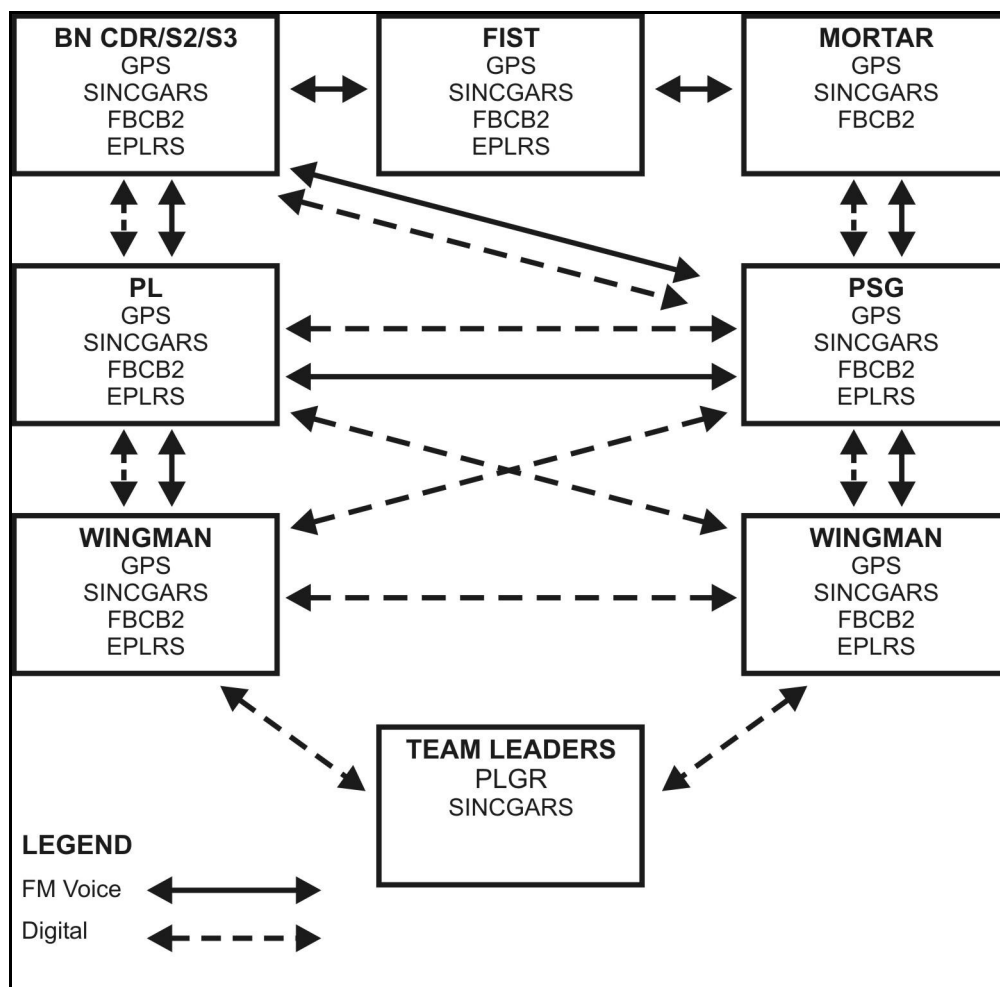 BN CDR/S2/S3
GPS
SINCGARS
FBCB2
EPLRS
FIST
GPS
SINCGARS
FBCB2
EPLRS
MORTAR
GPS
SINCGARS
FBCB2
PL
GPS
SINCGARS
FBCB2
EPLRS
PSG
GPS
SINCGARS
FBCB2
EPLRS
WINGMAN
GPS
SINCGARS
FBCB2
EPLRS
WINGMAN
GPS
SINCGARS
FBCB2
EPLRS
TEAM LEADERS
PLGR
SINCGARS
LEGEND
FM Voice
Digital